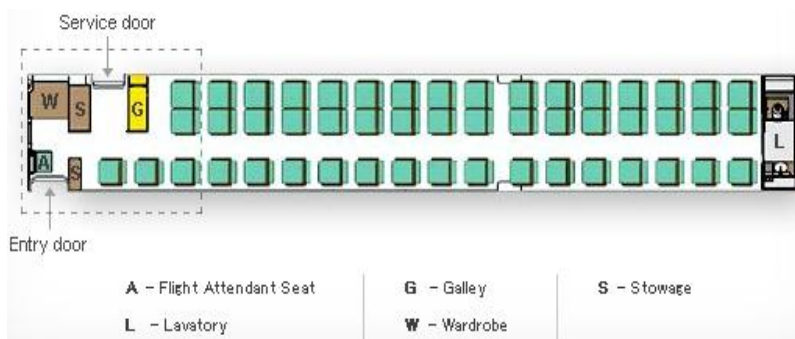 Service door
W
S
G
A
S
L
Entry door
A - Flight Attendant Seat
G - Galley
S - Stowage
L - Lavatory
W - Wardrobe